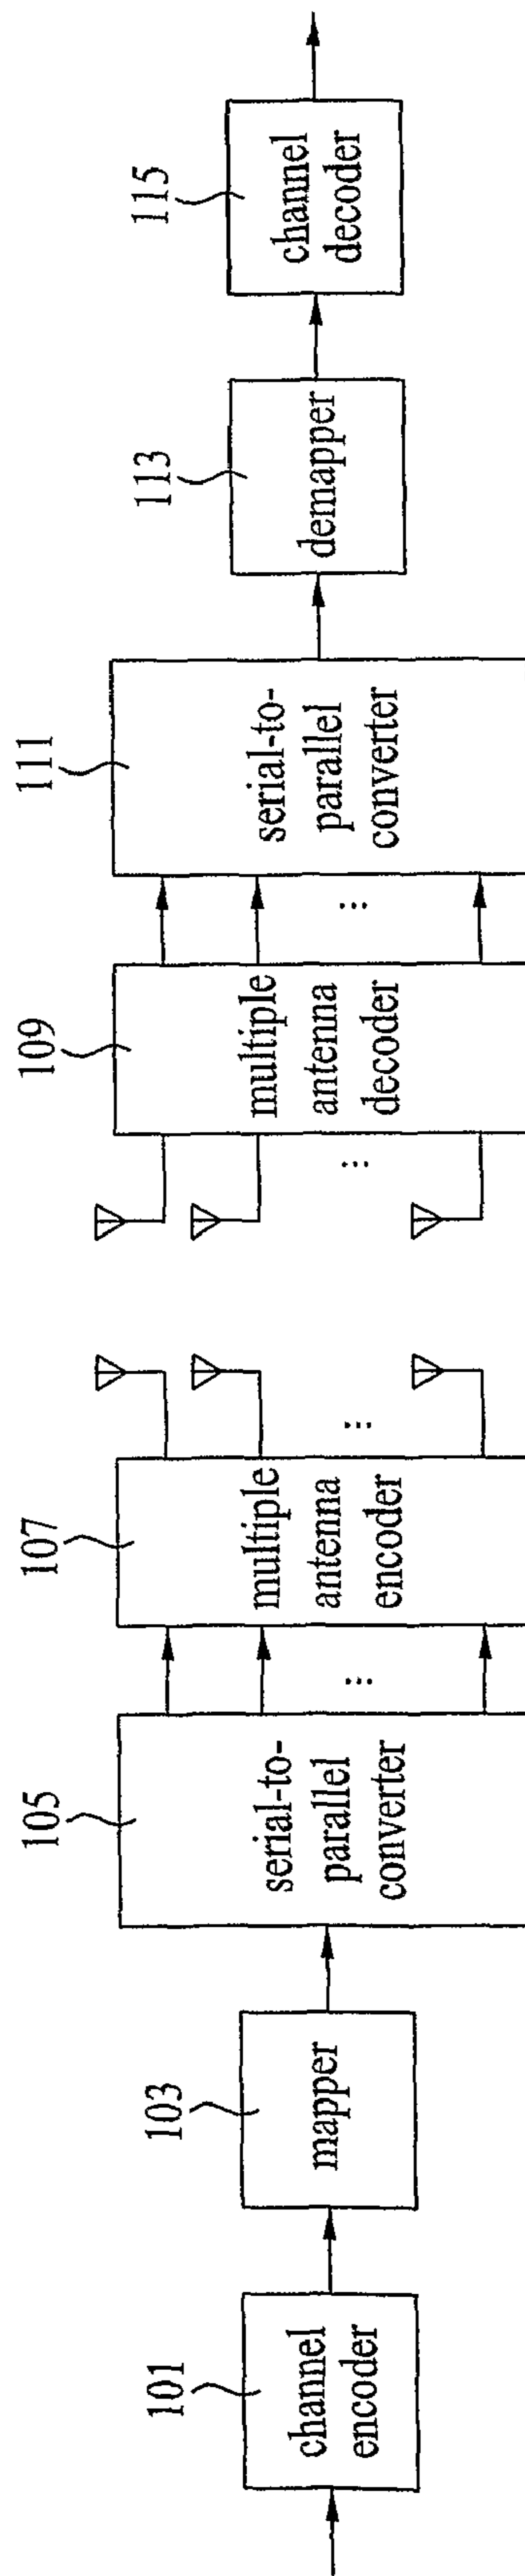 101
channel
encoder
103
mapper
105
serial-to-
parallel
converter
⋮
107
multiple
antenna
encoder
⋮
⋮
109
multiple
antenna
decoder
⋮
111
serial-to-
parallel
converter
113
demapper
115
channel
decoder